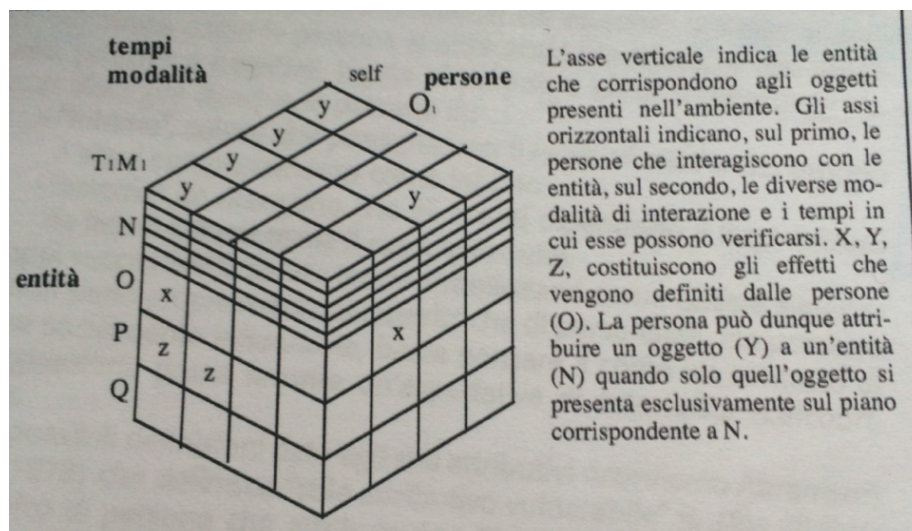 tempi
modalità
self
persone
O₁
y
y
y
y
y
T₁M₁
N
entità
O
x
P
z
z
x
Q
L'asse verticale indica le entità
che corrispondono agli oggetti
presenti nell'ambiente. Gli assi
orizzontali indicano, sul primo, le
persone che interagiscono con le
entità, sul secondo, le diverse mo-
dalità di interazione e i tempi in
cui esse possono verificarsi. X, Y,
Z, costituiscono gli effetti che
vengono definiti dalle persone
(O). La persona può dunque attri-
buire un oggetto (Y) a un'entità
(N) quando solo quell'oggetto si
presenta esclusivamente sul piano
corrispondente a N.